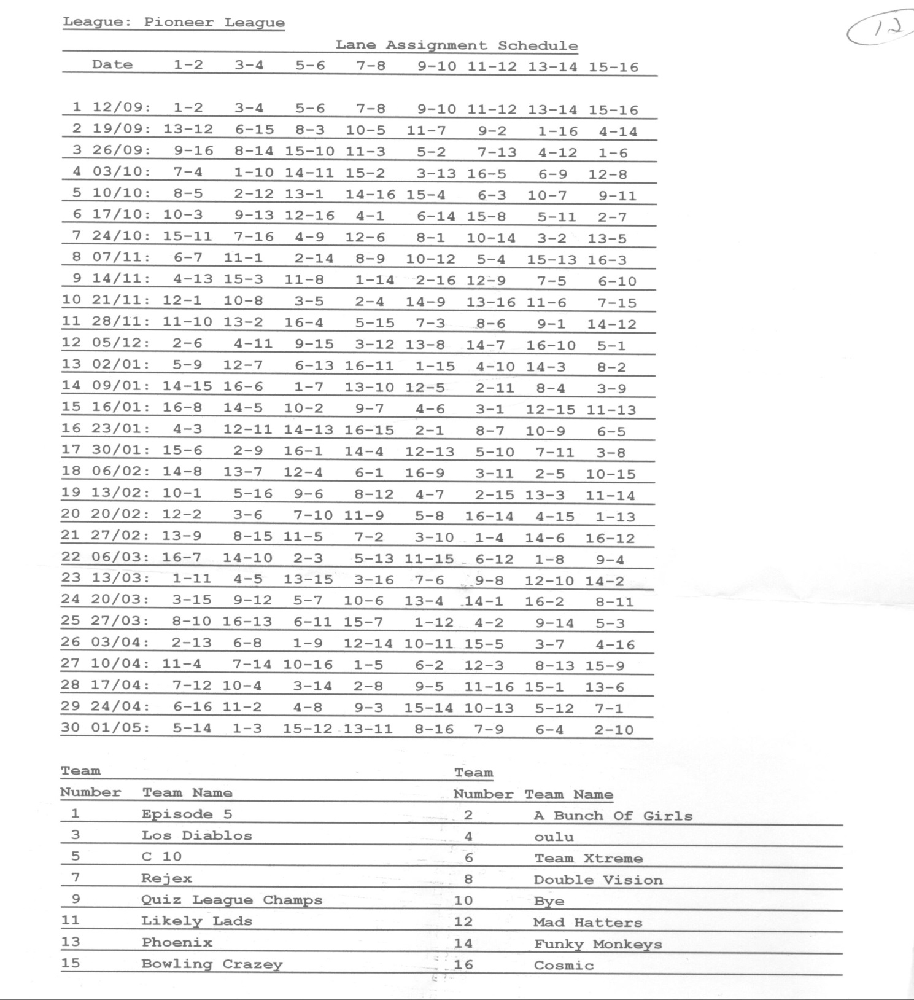 League: Pioneer League
12
Lane Assignment Schedule
Date 1-2 3-4 5-6 7-8 9-10 11-12 13-14 15-16
1 12/09: 1-2 3-4 5-6 7-8 9-10 11-12 13-14 15-16
2 19/09: 13-12 6-15 8-3 10-5 11-7 9-2 1-16 4-14
3 26/09: 9-16 8-14 15-10 11-3 5-2 7-13 4-12 1-6
4 03/10: 7-4 1-10 14-11 15-2 3-13 16-5 6-9 12-8
5 10/10: 8-5 2-12 13-1 14-16 15-4 6-3 10-7 9-11
6 17/10: 10-3 9-13 12-16 4-1 6-14 15-8 5-11 2-7
7 24/10: 15-11 7-16 4-9 12-6 8-1 10-14 3-2 13-5
8 07/11: 6-7 11-1 2-14 8-9 10-12 5-4 15-13 16-3
9 14/11: 4-13 15-3 11-8 1-14 2-16 12-9 7-5 6-10
10 21/11: 12-1 10-8 3-5 2-4 14-9 13-16 11-6 7-15
11 28/11: 11-10 13-2 16-4 5-15 7-3 8-6 9-1 14-12
12 05/12: 2-6 4-11 9-15 3-12 13-8 14-7 16-10 5-1
13 02/01: 5-9 12-7 6-13 16-11 1-15 4-10 14-3 8-2
14 09/01: 14-15 16-6 1-7 13-10 12-5 2-11 8-4 3-9
15 16/01: 16-8 14-5 10-2 9-7 4-6 3-1 12-15 11-13
16 23/01: 4-3 12-11 14-13 16-15 2-1 8-7 10-9 6-5
17 30/01: 15-6 2-9 16-1 14-4 12-13 5-10 7-11 3-8
18 06/02: 14-8 13-7 12-4 6-1 16-9 3-11 2-5 10-15
19 13/02: 10-1 5-16 9-6 8-12 4-7 2-15 13-3 11-14
20 20/02: 12-2 3-6 7-10 11-9 5-8 16-14 4-15 1-13
21 27/02: 13-9 8-15 11-5 7-2 3-10 1-4 14-6 16-12
22 06/03: 16-7 14-10 2-3 5-13 11-15 6-12 1-8 9-4
23 13/03: 1-11 4-5 13-15 3-16 7-6 9-8 12-10 14-2
24 20/03: 3-15 9-12 5-7 10-6 13-4 14-1 16-2 8-11
25 27/03: 8-10 16-13 6-11 15-7 1-12 4-2 9-14 5-3
26 03/04: 2-13 6-8 1-9 12-14 10-11 15-5 3-7 4-16
27 10/04: 11-4 7-14 10-16 1-5 6-2 12-3 8-13 15-9
28 17/04: 7-12 10-4 3-14 2-8 9-5 11-16 15-1 13-6
29 24/04: 6-16 11-2 4-8 9-3 15-14 10-13 5-12 7-1
30 01/05: 5-14 1-3 15-12 13-11 8-16 7-9 6-4 2-10
Team Team
Number Team Name Number Team Name
1 Episode 5 2 A Bunch Of Girls
3 Los Diablos 4 oulu
5 C 10 6 Team Xtreme
7 Rejex 8 Double Vision
9 Quiz League Champs 10 Bye
11 Likely Lads 12 Mad Hatters
13 Phoenix 14 Funky Monkeys
15 Bowling Crazey 16 Cosmic